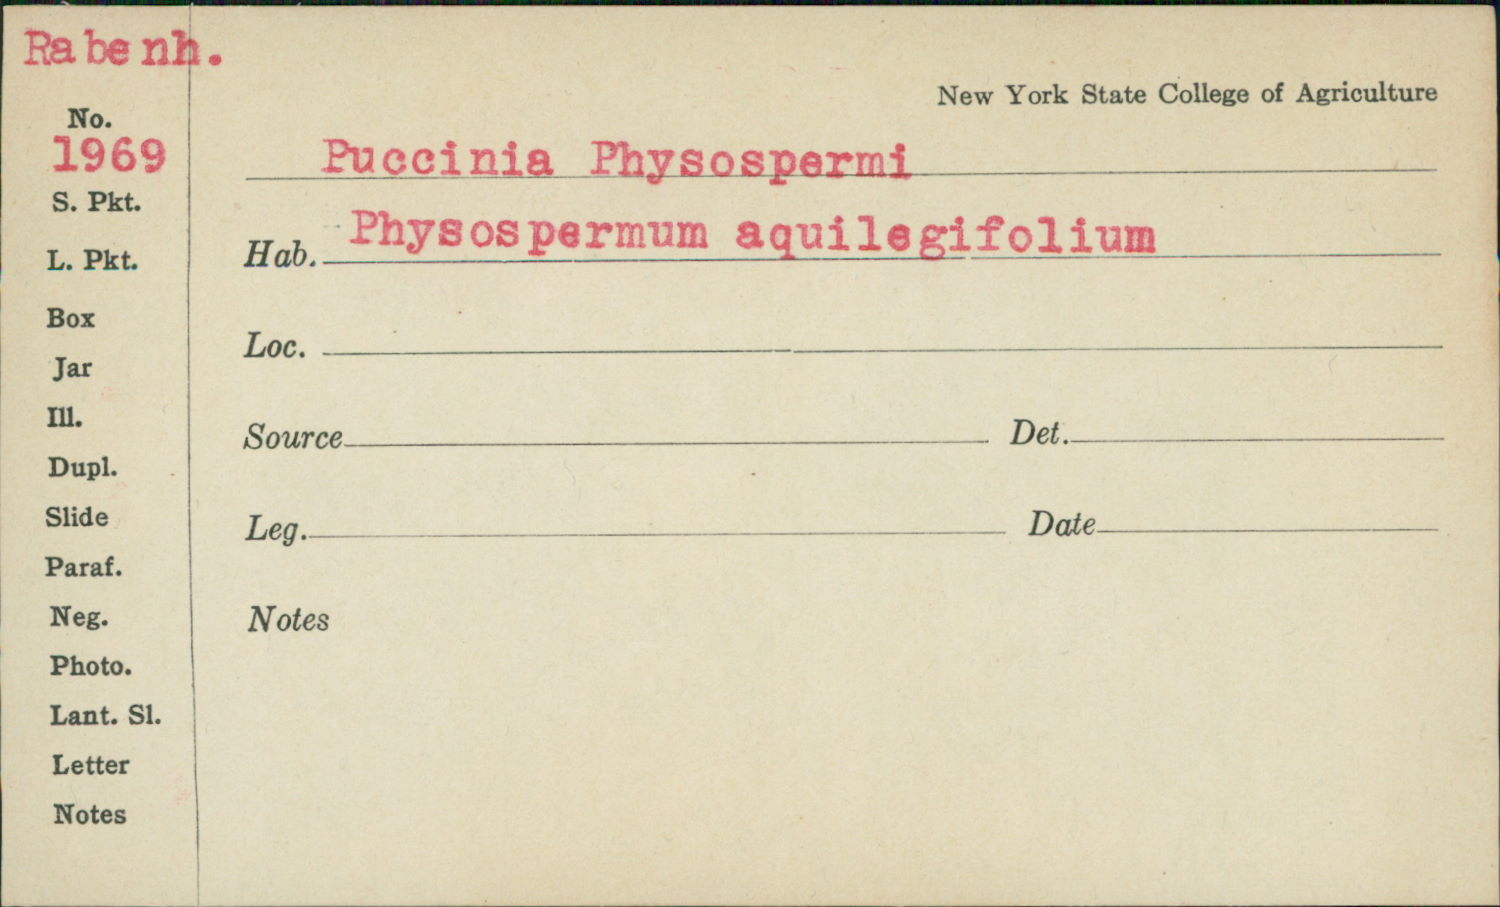 Rabenh.
New York State College of Agriculture
No.
1969
Puccinia Physospermi
S. Pkt.
Hab. Physospermum aquilegifolium
L. Pkt.
Box
Loc.
Jar
Ill.
Source Det.
Dupl.
Slide
Leg. Date
Paraf.
Neg.
Notes
Photo.
Lant. Sl.
Letter
Notes